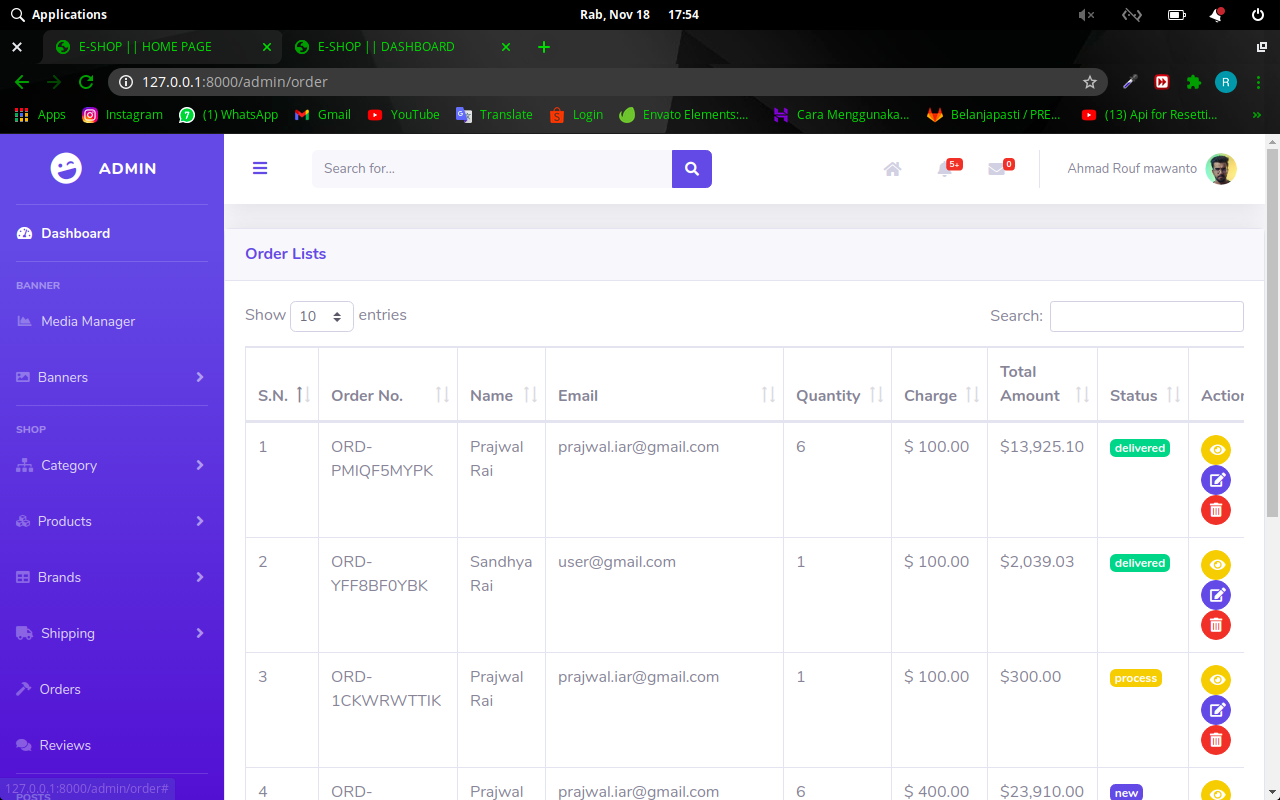 Applications
Rab, Nov 18 17:54
E-SHOP || HOME PAGE
E-SHOP || DASHBOARD
127.0.0.1:8000/admin/order
R
Apps
Instagram
(1) WhatsApp
Gmail
YouTube
Translate
Login
Envato Elements:...
Cara Menggunaka...
Belanjapasti / PRE...
(13) Api for Resetti...
ADMIN
Search for...
5+
0
Ahmad Rouf mawanto
Dashboard
BANNER
Media Manager
Banners
SHOP
Category
Products
Brands
Shipping
Orders
Reviews
POSTS
127.0.0.1:8000/admin/order#
Order Lists
Show 10 entries
Search:
S.N. Order No. Name Email Quantity Charge Total Amount Status Action
1 ORD-PMIQF5MYPK Prajwal Rai prajwal.iar@gmail.com 6 $ 100.00 $13,925.10 delivered
2 ORD-YFF8BF0YBK Sandhya Rai user@gmail.com 1 $ 100.00 $2,039.03 delivered
3 ORD-1CKWRWTTIK Prajwal Rai prajwal.iar@gmail.com 1 $ 100.00 $300.00 process
4 ORD- Prajwal prajwal.iar@gmail.com 6 $ 400.00 $23,910.00 new